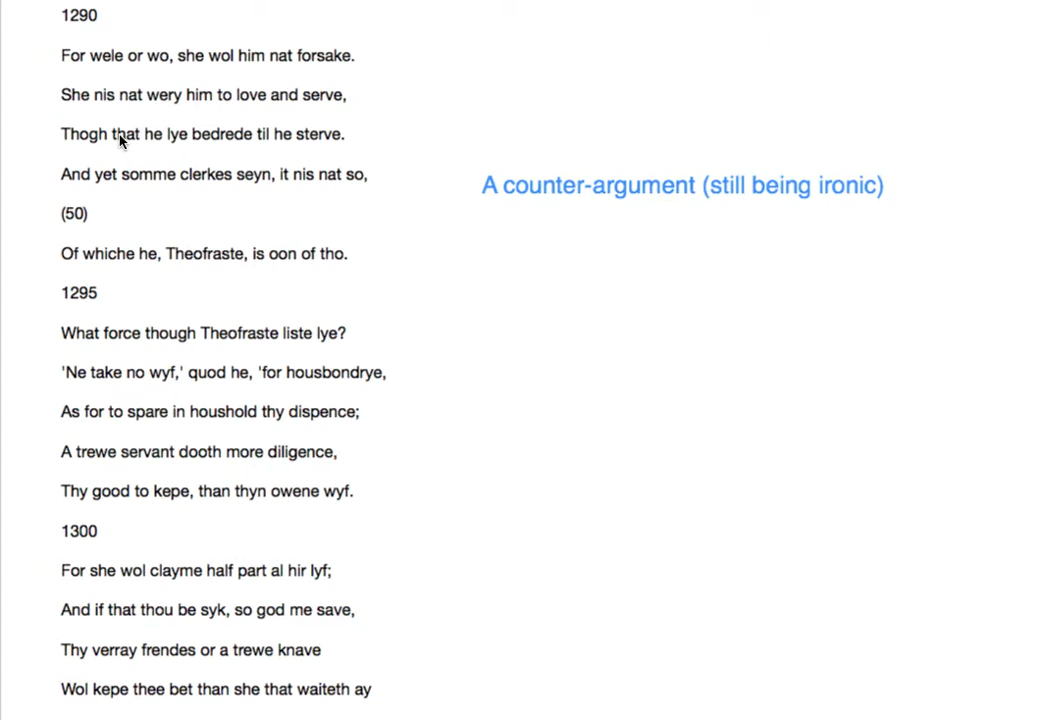 1290
For wele or wo, she wol him nat forsake.
She nis nat wery him to love and serve,
Thogh that he lye bedrede til he sterve.
And yet somme clerkes seyn, it nis nat so,
A counter-argument (still being ironic)
(50)
Of whiche he, Theofraste, is oon of tho.
1295
What force though Theofraste liste lye?
'Ne take no wyf,' quod he, 'for housbondrye,
As for to spare in houshold thy dispence;
A trewe servant dooth more diligence,
Thy good to kepe, than thyn owene wyf.
1300
For she wol clayme half part al hir lyf;
And if that thou be syk, so god me save,
Thy verray frendes or a trewe knave
Wol kepe thee bet than she that waiteth ay